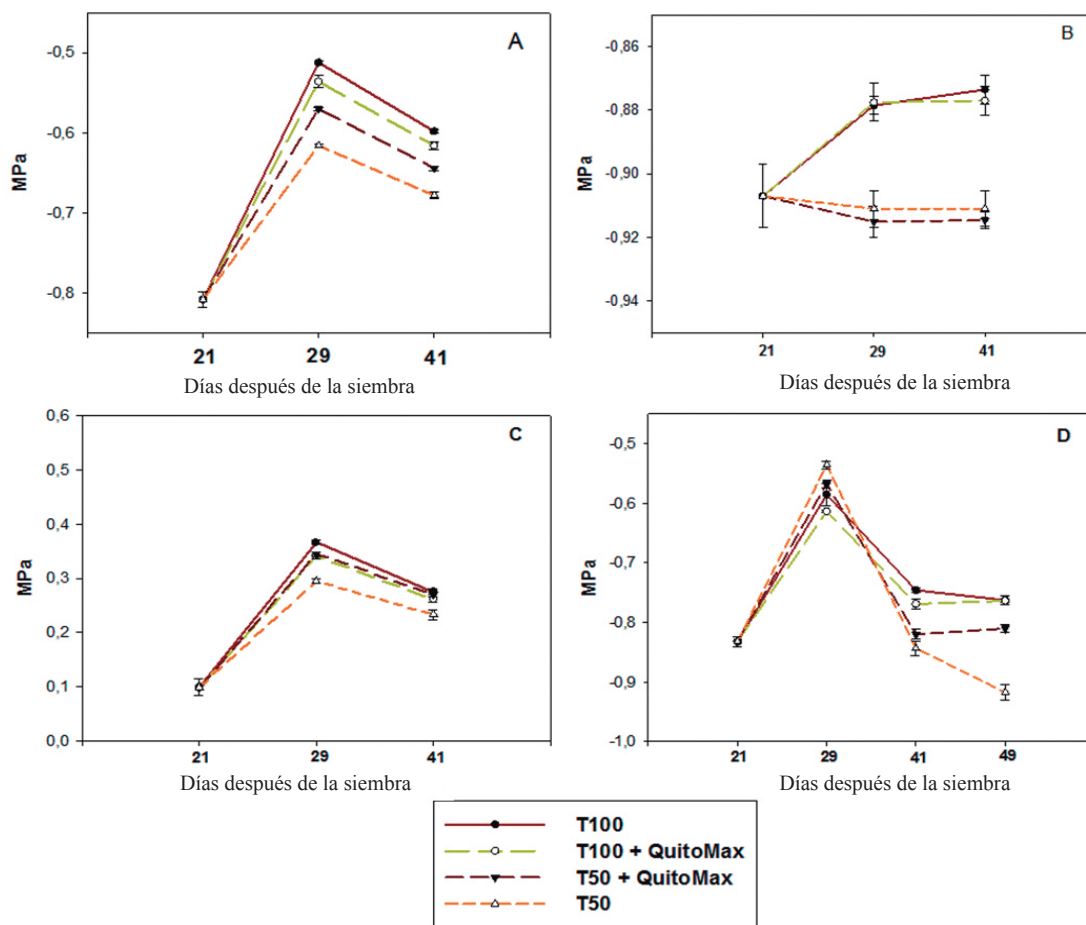 A
MPa
-0,5
-0,6
-0,7
-0,8
21 29 41
Días después de la siembra
B
MPa
-0,86
-0,88
-0,90
-0,92
-0,94
21 29 41
Días después de la siembra
C
MPa
0,6
0,5
0,4
0,3
0,2
0,1
0,0
21 29 41
Días después de la siembra
D
MPa
-0,5
-0,6
-0,7
-0,8
-0,9
-1,0
21 29 41 49
Días después de la siembra
T100
T100 + QuitoMax
T50 + QuitoMax
T50